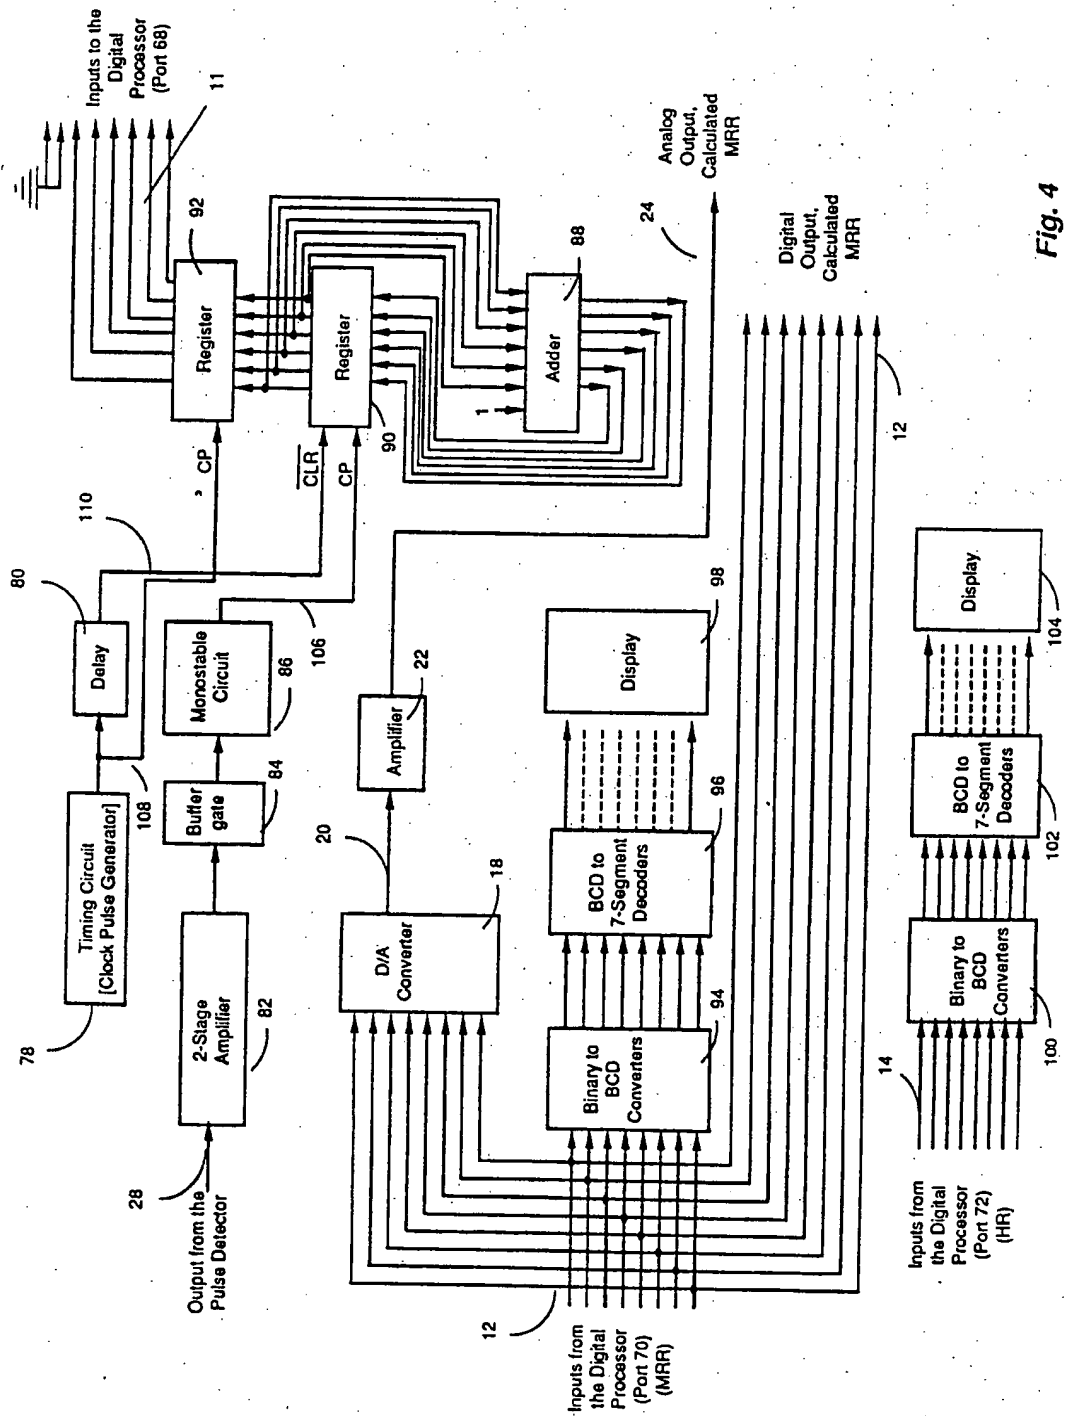 Timing Circuit
[Clock Pulse Generator]
78
108
Delay
80
110
CP
Register
92
Inputs to the
Digital
Processor
(Port 68)
11
Output from the
Pulse Detector
28
2-Stage
Amplifier
82
Buffer
gate
84
Monostable
Circuit
86
106
CLR
CP
Register
90
1
Adder
88
D/A
Converter
18
20
Amplifier
22
24
Analog
Output,
Calculated
MRR
Inputs from
the Digital
Processor
(Port 70)
(MRR)
12
Binary to
BCD
Converters
94
BCD to
7-Segment
Decoders
96
Display
98
Digital
Output,
Calculated
MRR
12
Inputs from
the Digital
Processor
(Port 72)
(HR)
14
Binary to
BCD
Converters
100
BCD to
7-Segment
Decoders
102
Display
104
Fig. 4